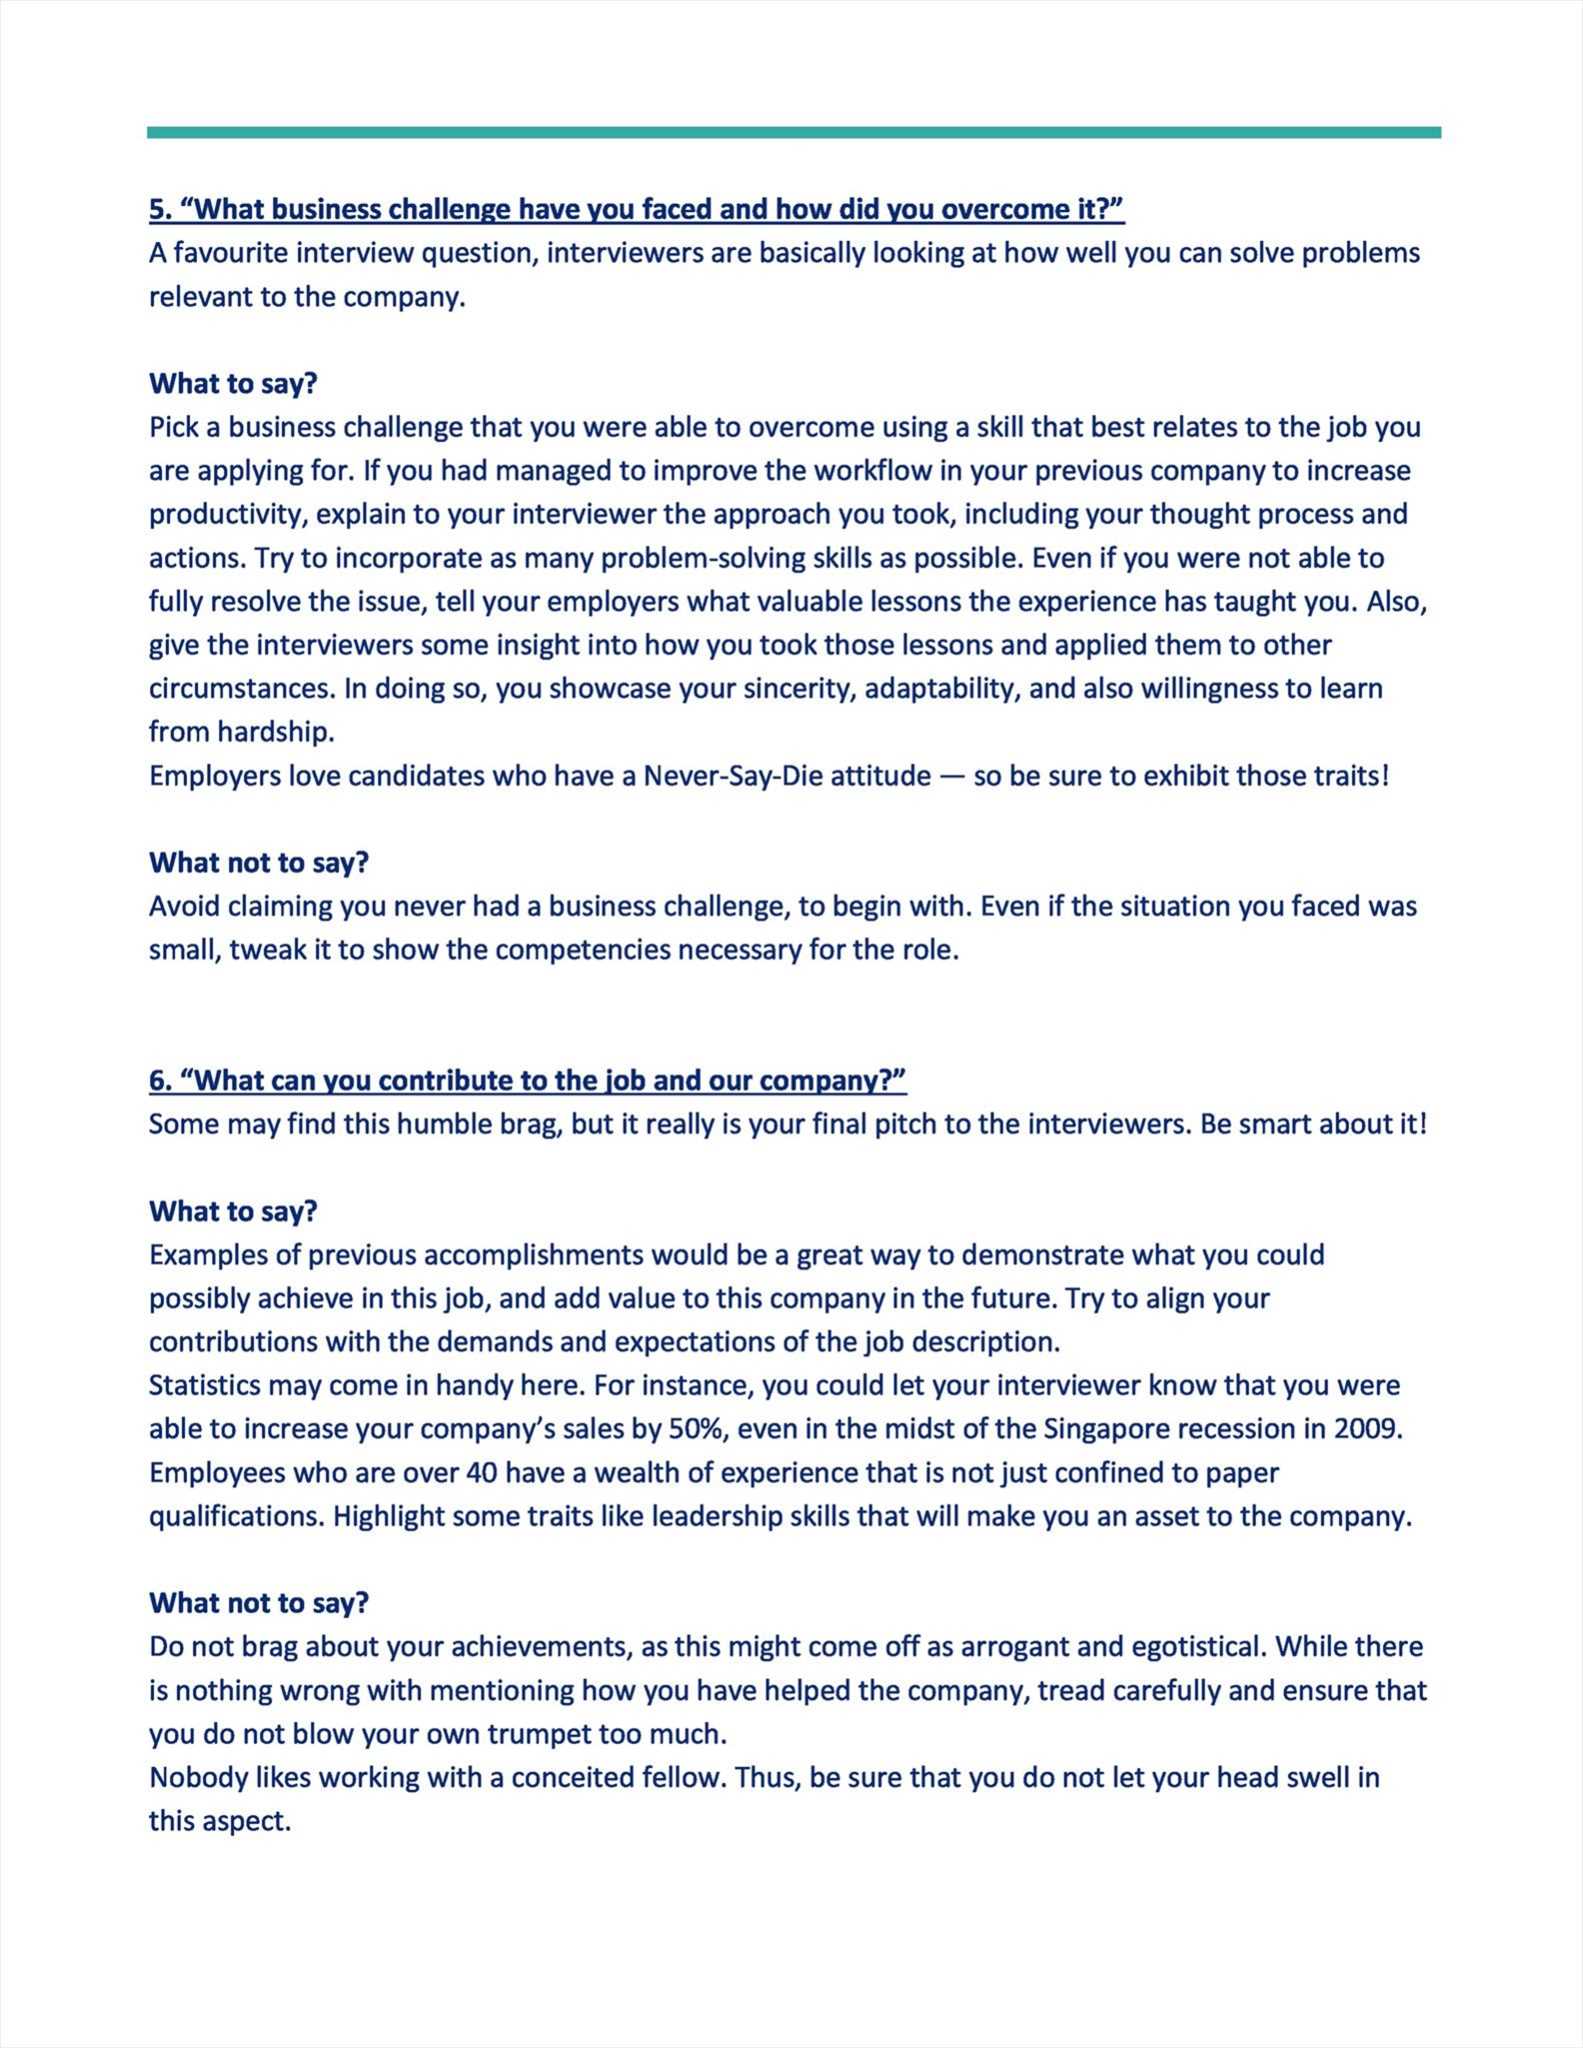 5. “What business challenge have you faced and how did you overcome it?”
A favourite interview question, interviewers are basically looking at how well you can solve problems
relevant to the company.
What to say?
Pick a business challenge that you were able to overcome using a skill that best relates to the job you
are applying for. If you had managed to improve the workflow in your previous company to increase
productivity, explain to your interviewer the approach you took, including your thought process and
actions. Try to incorporate as many problem-solving skills as possible. Even if you were not able to
fully resolve the issue, tell your employers what valuable lessons the experience has taught you. Also,
give the interviewers some insight into how you took those lessons and applied them to other
circumstances. In doing so, you showcase your sincerity, adaptability, and also willingness to learn
from hardship.
Employers love candidates who have a Never-Say-Die attitude — so be sure to exhibit those traits!
What not to say?
Avoid claiming you never had a business challenge, to begin with. Even if the situation you faced was
small, tweak it to show the competencies necessary for the role.
6. “What can you contribute to the job and our company?”
Some may find this humble brag, but it really is your final pitch to the interviewers. Be smart about it!
What to say?
Examples of previous accomplishments would be a great way to demonstrate what you could
possibly achieve in this job, and add value to this company in the future. Try to align your
contributions with the demands and expectations of the job description.
Statistics may come in handy here. For instance, you could let your interviewer know that you were
able to increase your company’s sales by 50%, even in the midst of the Singapore recession in 2009.
Employees who are over 40 have a wealth of experience that is not just confined to paper
qualifications. Highlight some traits like leadership skills that will make you an asset to the company.
What not to say?
Do not brag about your achievements, as this might come off as arrogant and egotistical. While there
is nothing wrong with mentioning how you have helped the company, tread carefully and ensure that
you do not blow your own trumpet too much.
Nobody likes working with a conceited fellow. Thus, be sure that you do not let your head swell in
this aspect.